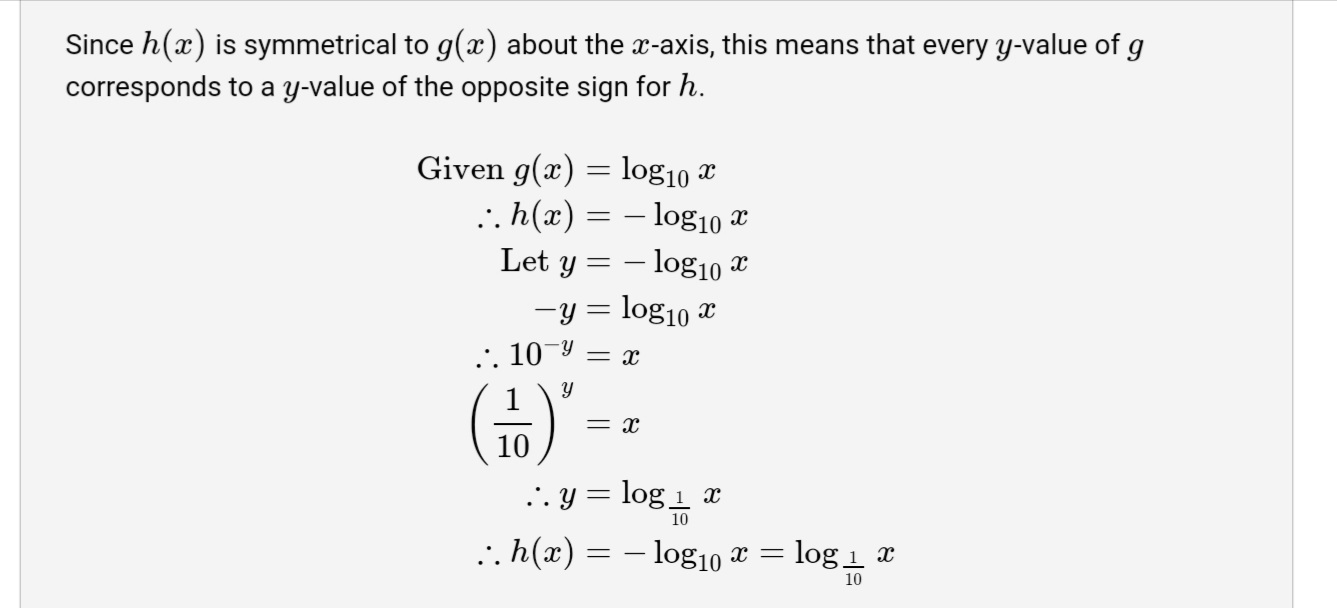 Since h(x) is symmetrical to g(x) about the x-axis, this means that every y-value of g
corresponds to a y-value of the opposite sign for h.
Given g(x) = log₁₀ x
∴ h(x) = − log₁₀ x
Let y = − log₁₀ x
−y = log₁₀ x
∴ 10^{−y} = x
(1/10)^y = x
∴ y = log_{1/10} x
∴ h(x) = − log₁₀ x = log_{1/10} x